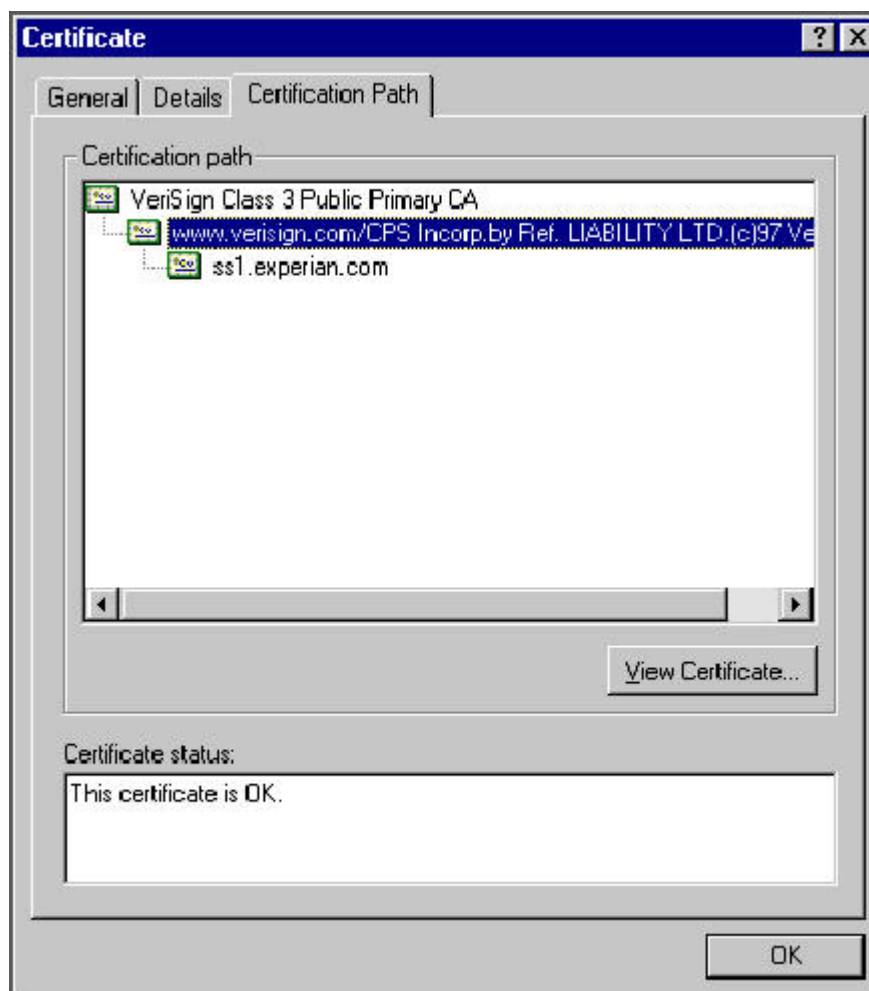 Certificate
General Details Certification Path
Certification path
VeriSign Class 3 Public Primary CA
www.verisign.com/CPS Incorp.by Ref. LIABILITY LTD.(c)97 Ve
ss1.experian.com
View Certificate...
Certificate status:
This certificate is OK.
OK